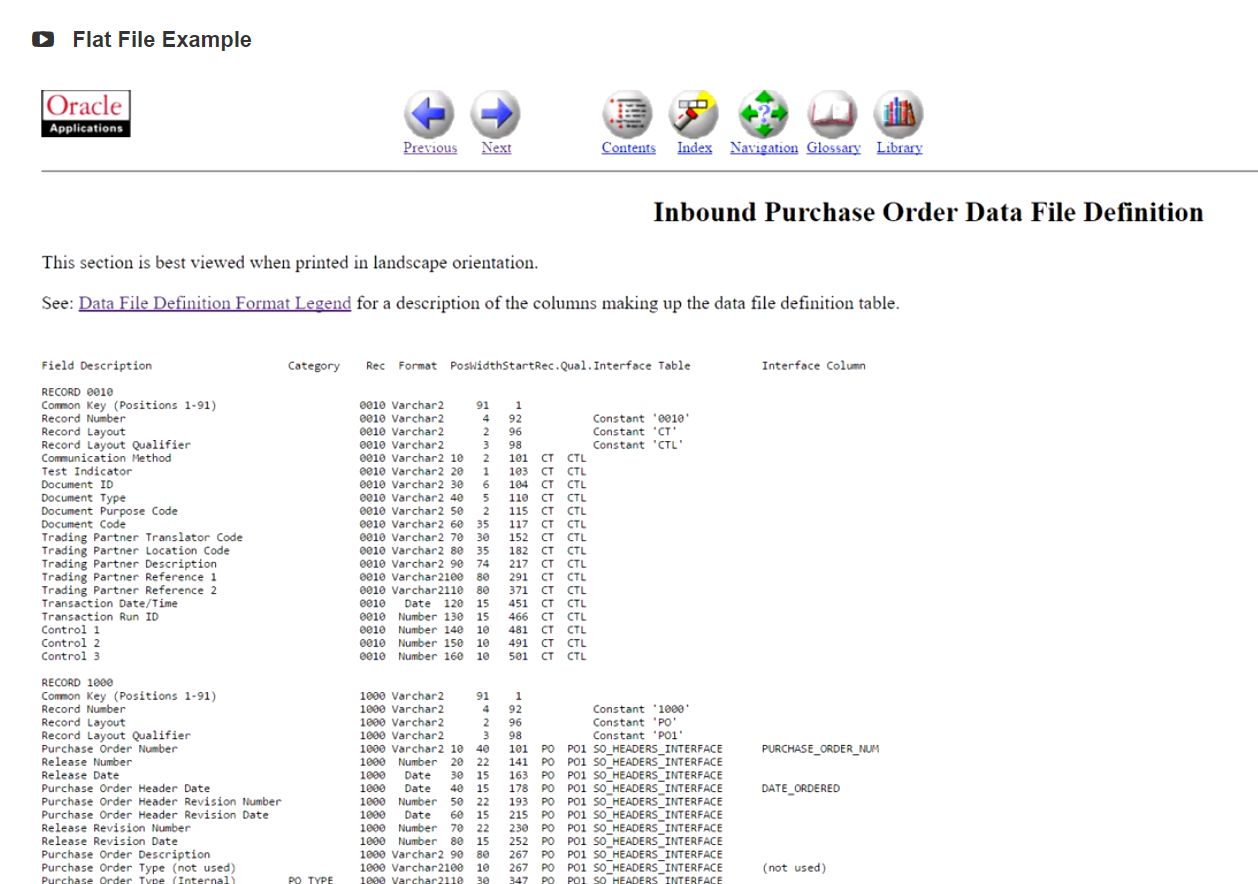 Flat File Example
Oracle
Applications
Previous Next Contents Index Navigation Glossary Library
Inbound Purchase Order Data File Definition
This section is best viewed when printed in landscape orientation.
See: Data File Definition Format Legend for a description of the columns making up the data file definition table.
Field Description Category Rec Format PosWidthStartRec.Qual.Interface Table Interface Column
RECORD 0010
Common Key (Positions 1-91) 0010 Varchar2 91 1
Record Number 0010 Varchar2 4 92 Constant '0010'
Record Layout 0010 Varchar2 2 96 Constant 'CT'
Record Layout Qualifier 0010 Varchar2 3 98 Constant 'CTL'
Communication Method 0010 Varchar2 10 2 101 CT CTL
Test Indicator 0010 Varchar2 20 1 103 CT CTL
Document ID 0010 Varchar2 30 6 104 CT CTL
Document Type 0010 Varchar2 40 5 110 CT CTL
Document Purpose Code 0010 Varchar2 50 2 115 CT CTL
Document Code 0010 Varchar2 60 35 117 CT CTL
Trading Partner Translator Code 0010 Varchar2 70 30 152 CT CTL
Trading Partner Location Code 0010 Varchar2 80 35 182 CT CTL
Trading Partner Description 0010 Varchar2 90 74 217 CT CTL
Trading Partner Reference 1 0010 Varchar2100 80 291 CT CTL
Trading Partner Reference 2 0010 Varchar2110 80 371 CT CTL
Transaction Date/Time 0010 Date 120 15 451 CT CTL
Transaction Run ID 0010 Number 130 15 466 CT CTL
Control 1 0010 Number 140 10 481 CT CTL
Control 2 0010 Number 150 10 491 CT CTL
Control 3 0010 Number 160 10 501 CT CTL
RECORD 1000
Common Key (Positions 1-91) 1000 Varchar2 91 1
Record Number 1000 Varchar2 4 92 Constant '1000'
Record Layout 1000 Varchar2 2 96 Constant 'PO'
Record Layout Qualifier 1000 Varchar2 3 98 Constant 'PO1'
Purchase Order Number 1000 Varchar2 10 40 101 PO PO1 SO_HEADERS_INTERFACE PURCHASE_ORDER_NUM
Release Number 1000 Number 20 22 141 PO PO1 SO_HEADERS_INTERFACE
Release Date 1000 Date 30 15 163 PO PO1 SO_HEADERS_INTERFACE
Purchase Order Header Date 1000 Date 40 15 178 PO PO1 SO_HEADERS_INTERFACE DATE_ORDERED
Purchase Order Header Revision Number 1000 Number 50 22 193 PO PO1 SO_HEADERS_INTERFACE
Purchase Order Header Revision Date 1000 Date 60 15 215 PO PO1 SO_HEADERS_INTERFACE
Release Revision Number 1000 Number 70 22 230 PO PO1 SO_HEADERS_INTERFACE
Release Revision Date 1000 Number 80 15 252 PO PO1 SO_HEADERS_INTERFACE
Purchase Order Description 1000 Varchar2 90 80 267 PO PO1 SO_HEADERS_INTERFACE
Purchase Order Type (not used) 1000 Varchar2100 10 267 PO PO1 SO_HEADERS_INTERFACE (not used)
Purchase Order Type (Internal) PO_TYPE 1000 Varchar2110 30 347 PO PO1 SO_HEADERS_INTERFACE